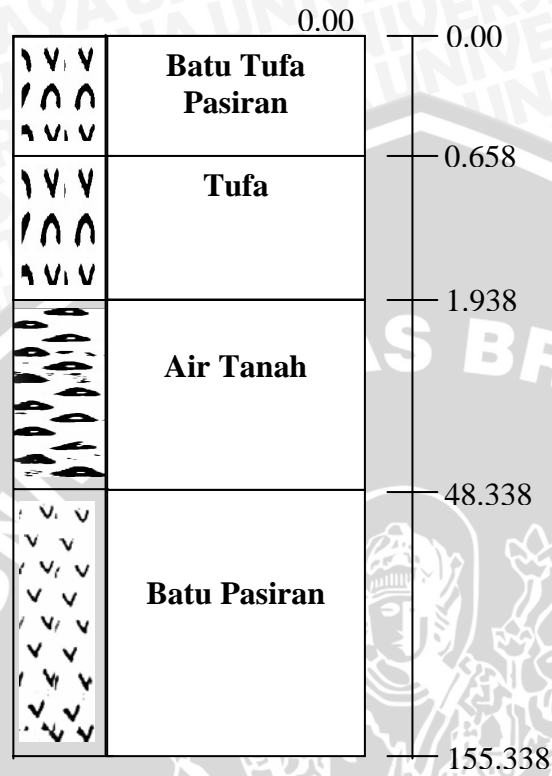 0.00
0.00
Batu Tufa
Pasiran
0.658
Tufa
1.938
Air Tanah
48.338
Batu Pasiran
155.338